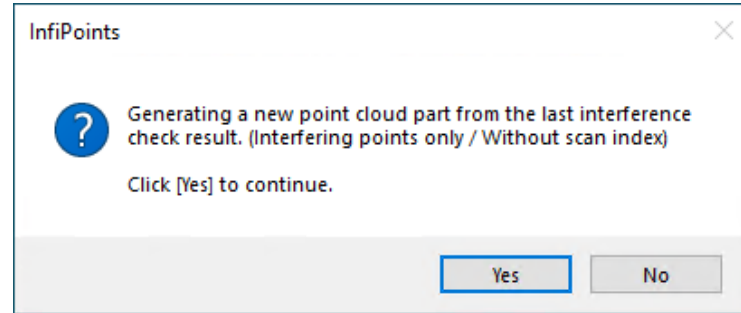 InfiPoints
Generating a new point cloud part from the last interference
check result. (Interfering points only / Without scan index)
Click [Yes] to continue.
Yes
No